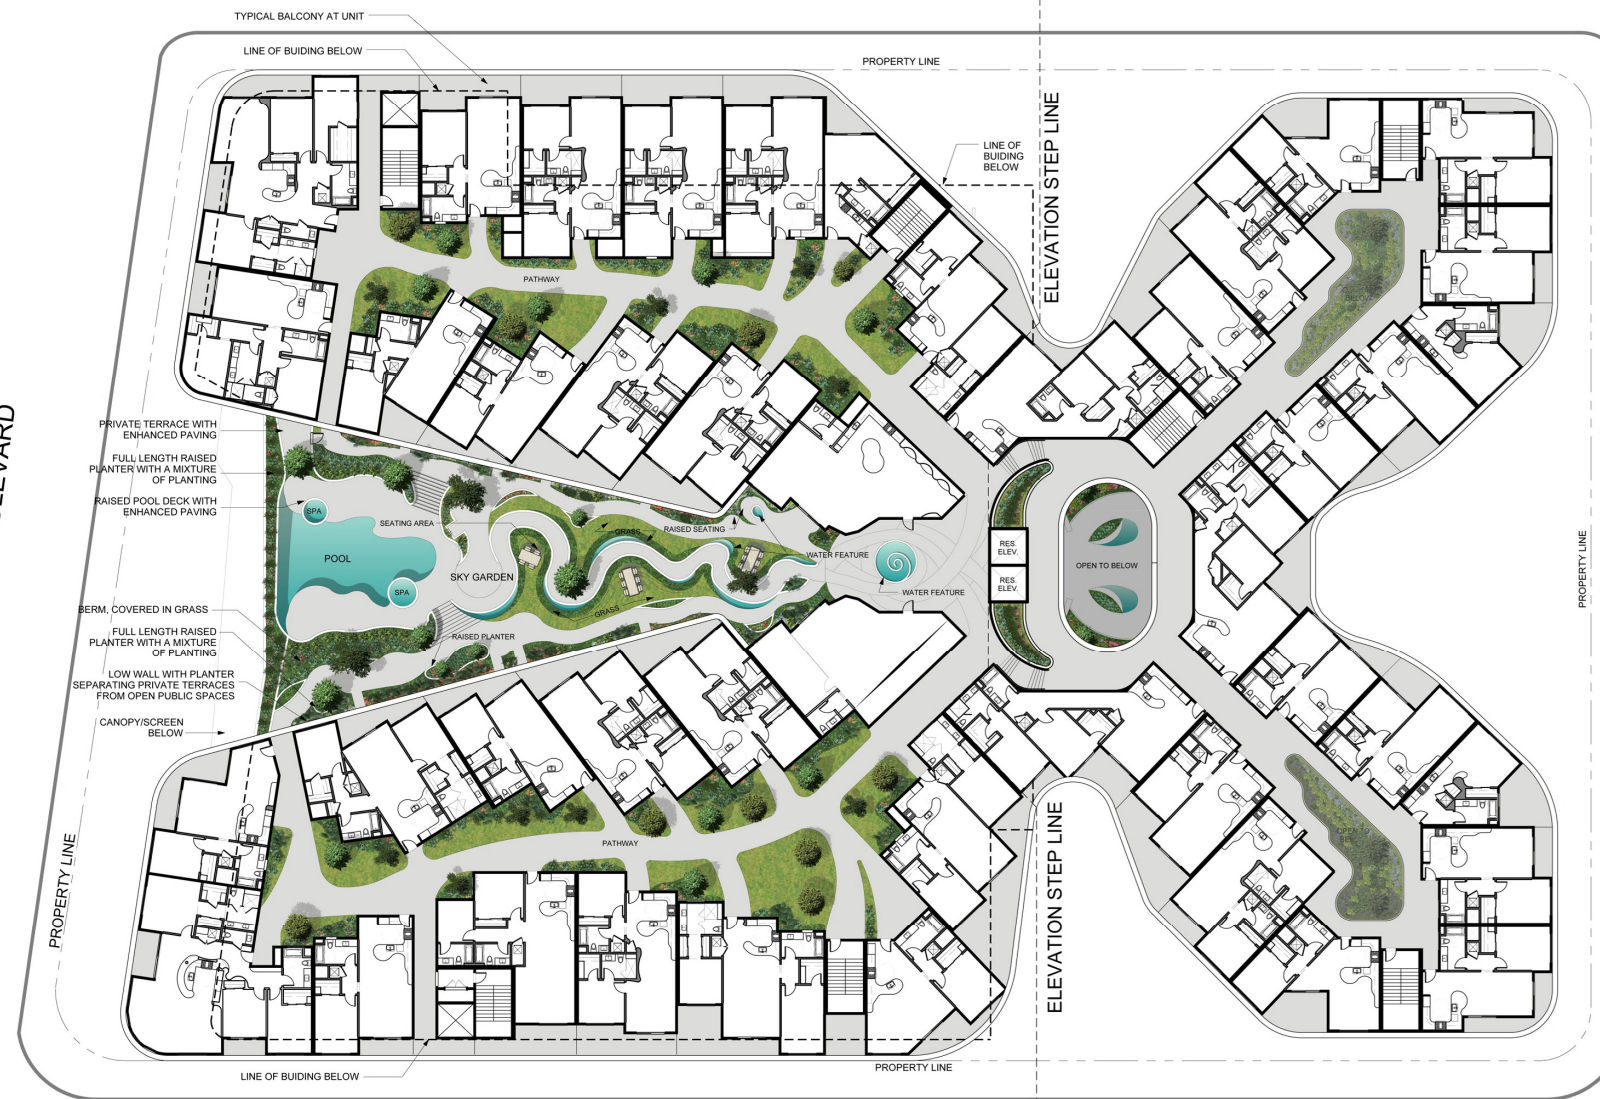 TYPICAL BALCONY AT UNIT
LINE OF BUIDING BELOW
PROPERTY LINE
ELEVATION STEP LINE
LINE OF
BUIDING
BELOW
PATHWAY
PRIVATE TERRACE WITH
ENHANCED PAVING
FULL LENGTH RAISED
PLANTER WITH A MIXTURE
OF PLANTING
RAISED POOL DECK WITH
ENHANCED PAVING
SPA
SEATING AREA
GRASS
RAISED SEATING
POOL
SKY GARDEN
WATER FEATURE
RES.
ELEV.
OPEN TO BELOW
SPA
RES.
ELEV.
WATER FEATURE
GRASS
BERM, COVERED IN GRASS
FULL LENGTH RAISED
PLANTER WITH A MIXTURE
OF PLANTING
RAISED PLANTER
LOW WALL WITH PLANTER
SEPARATING PRIVATE TERRACES
FROM OPEN PUBLIC SPACES
CANOPY/SCREEN
BELOW
PROPERTY LINE
PROPERTY LINE
PATHWAY
ELEVATION STEP LINE
LINE OF BUIDING BELOW
PROPERTY LINE